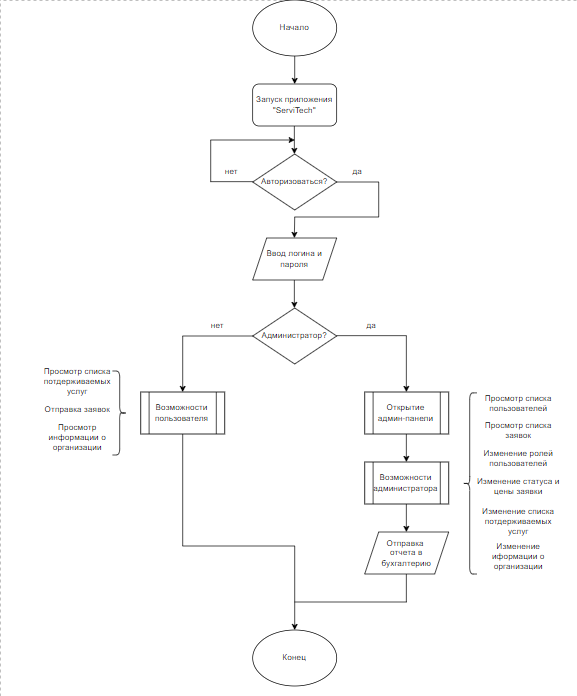 Начало
Запуск приложения
"ServiTech"
нет
да
Авторизоваться?
Ввод логина и
пароля
нет
да
Администратор?
Просмотр списка
потдерживаемых
услуг
Отправка заявок
Просмотр
информации о
организации
Возможности
пользователя
Открытие
админ-панели
Возможности
администратора
Отправка
отчета в
бухгалтерию
Просмотр списка
пользователей
Просмотр списка
заявок
Изменение ролей
пользователей
Изменение статуса и
цены заявки
Изменение списка
потдерживаемых
услуг
Изменение
иформации о
организации
Конец